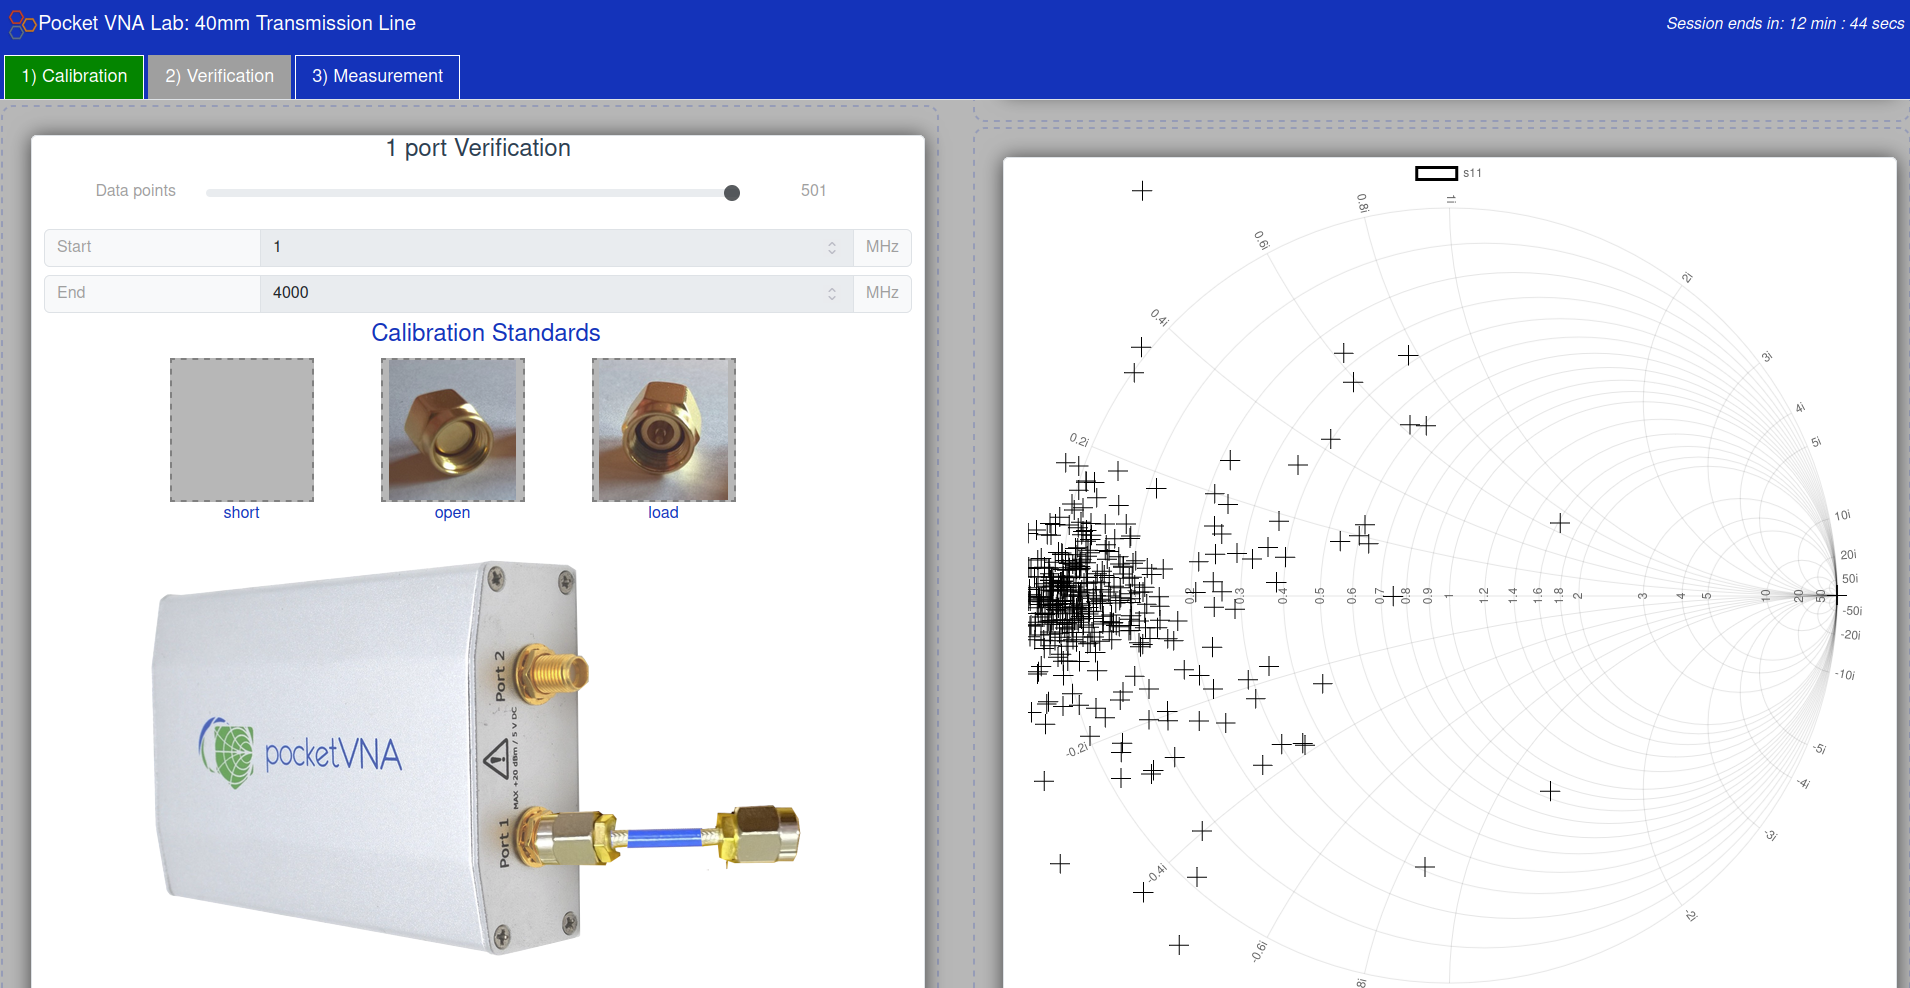 Pocket VNA Lab: 40mm Transmission Line
Session ends in: 12 min : 44 secs
1) Calibration
2) Verification
3) Measurement
1 port Verification
Data points
501
Start
1
MHz
End
4000
MHz
Calibration Standards
short
open
load
Port 2
MAX +20 dBm / 5 V DC
pocketVNA
Port 1
s11
1i
0.8i
0.6i
0.4i
0.2i
2i
3i
4i
5i
10i
20i
50i
0.2
0.3
0.4
0.5
0.6
0.7
0.8
0.9
1
1.2
1.4
1.6
1.8
2
3
4
5
10
20
50
-50i
-20i
-10i
-5i
-4i
-3i
-2i
-0.2i
-0.4i
-0.6i
8i